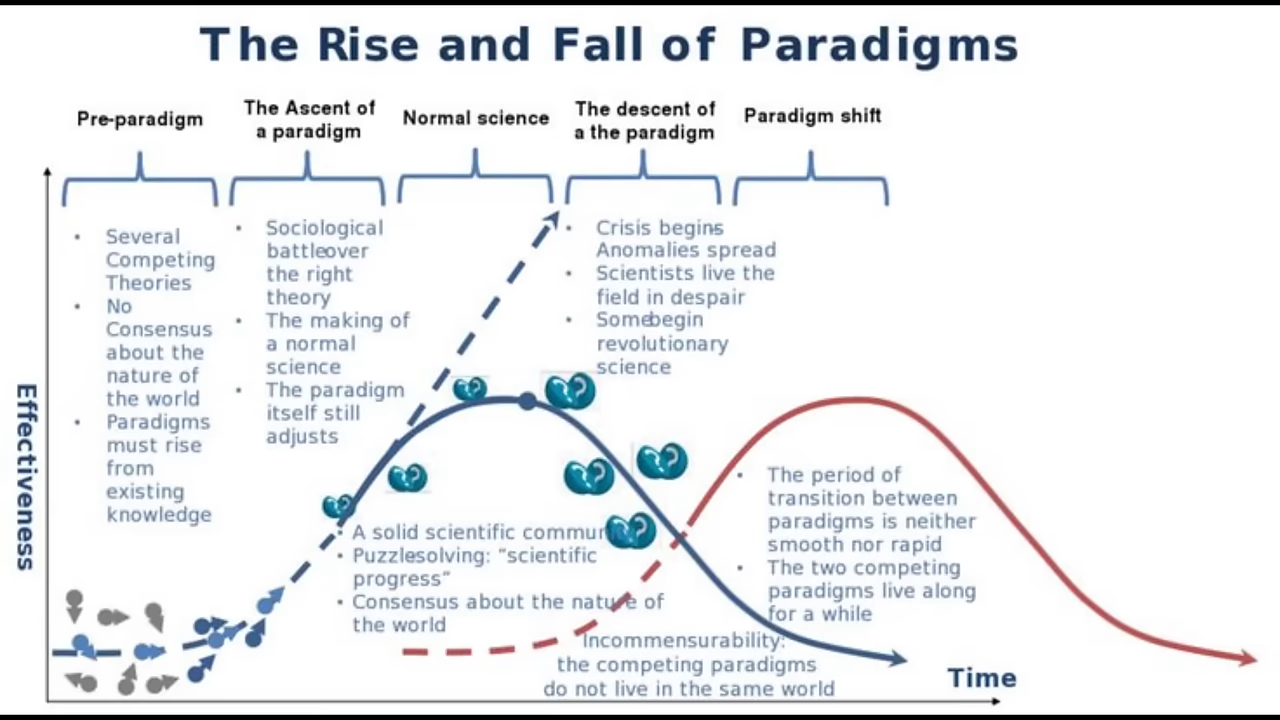 The Rise and Fall of Paradigms
Pre-paradigm
The Ascent of
a paradigm
Normal science
The descent of
a the paradigm
Paradigm shift
• Several
Competing
Theories
• No
Consensus
about the
nature of
the world
• Paradigms
must rise
from
existing
knowledge
• Sociological
battleover
the right
theory
• The making of
a normal
science
• The paradigm
itself still
adjusts
• A solid scientific
• Puzzlesolving: “scientific
progress”
• Consensus about the nature of
the world
• Crisis begins
Anomalies spread
• Scientists live the
field in despair
• Somebegin
revolutionary
science
• The period of
transition between
paradigms is neither
smooth nor rapid
• The two competing
paradigms live along
for a while
Incommensurability:
the competing paradigms
do not live in the same world
Effectiveness
Time
? ? ? ? ? ? ?